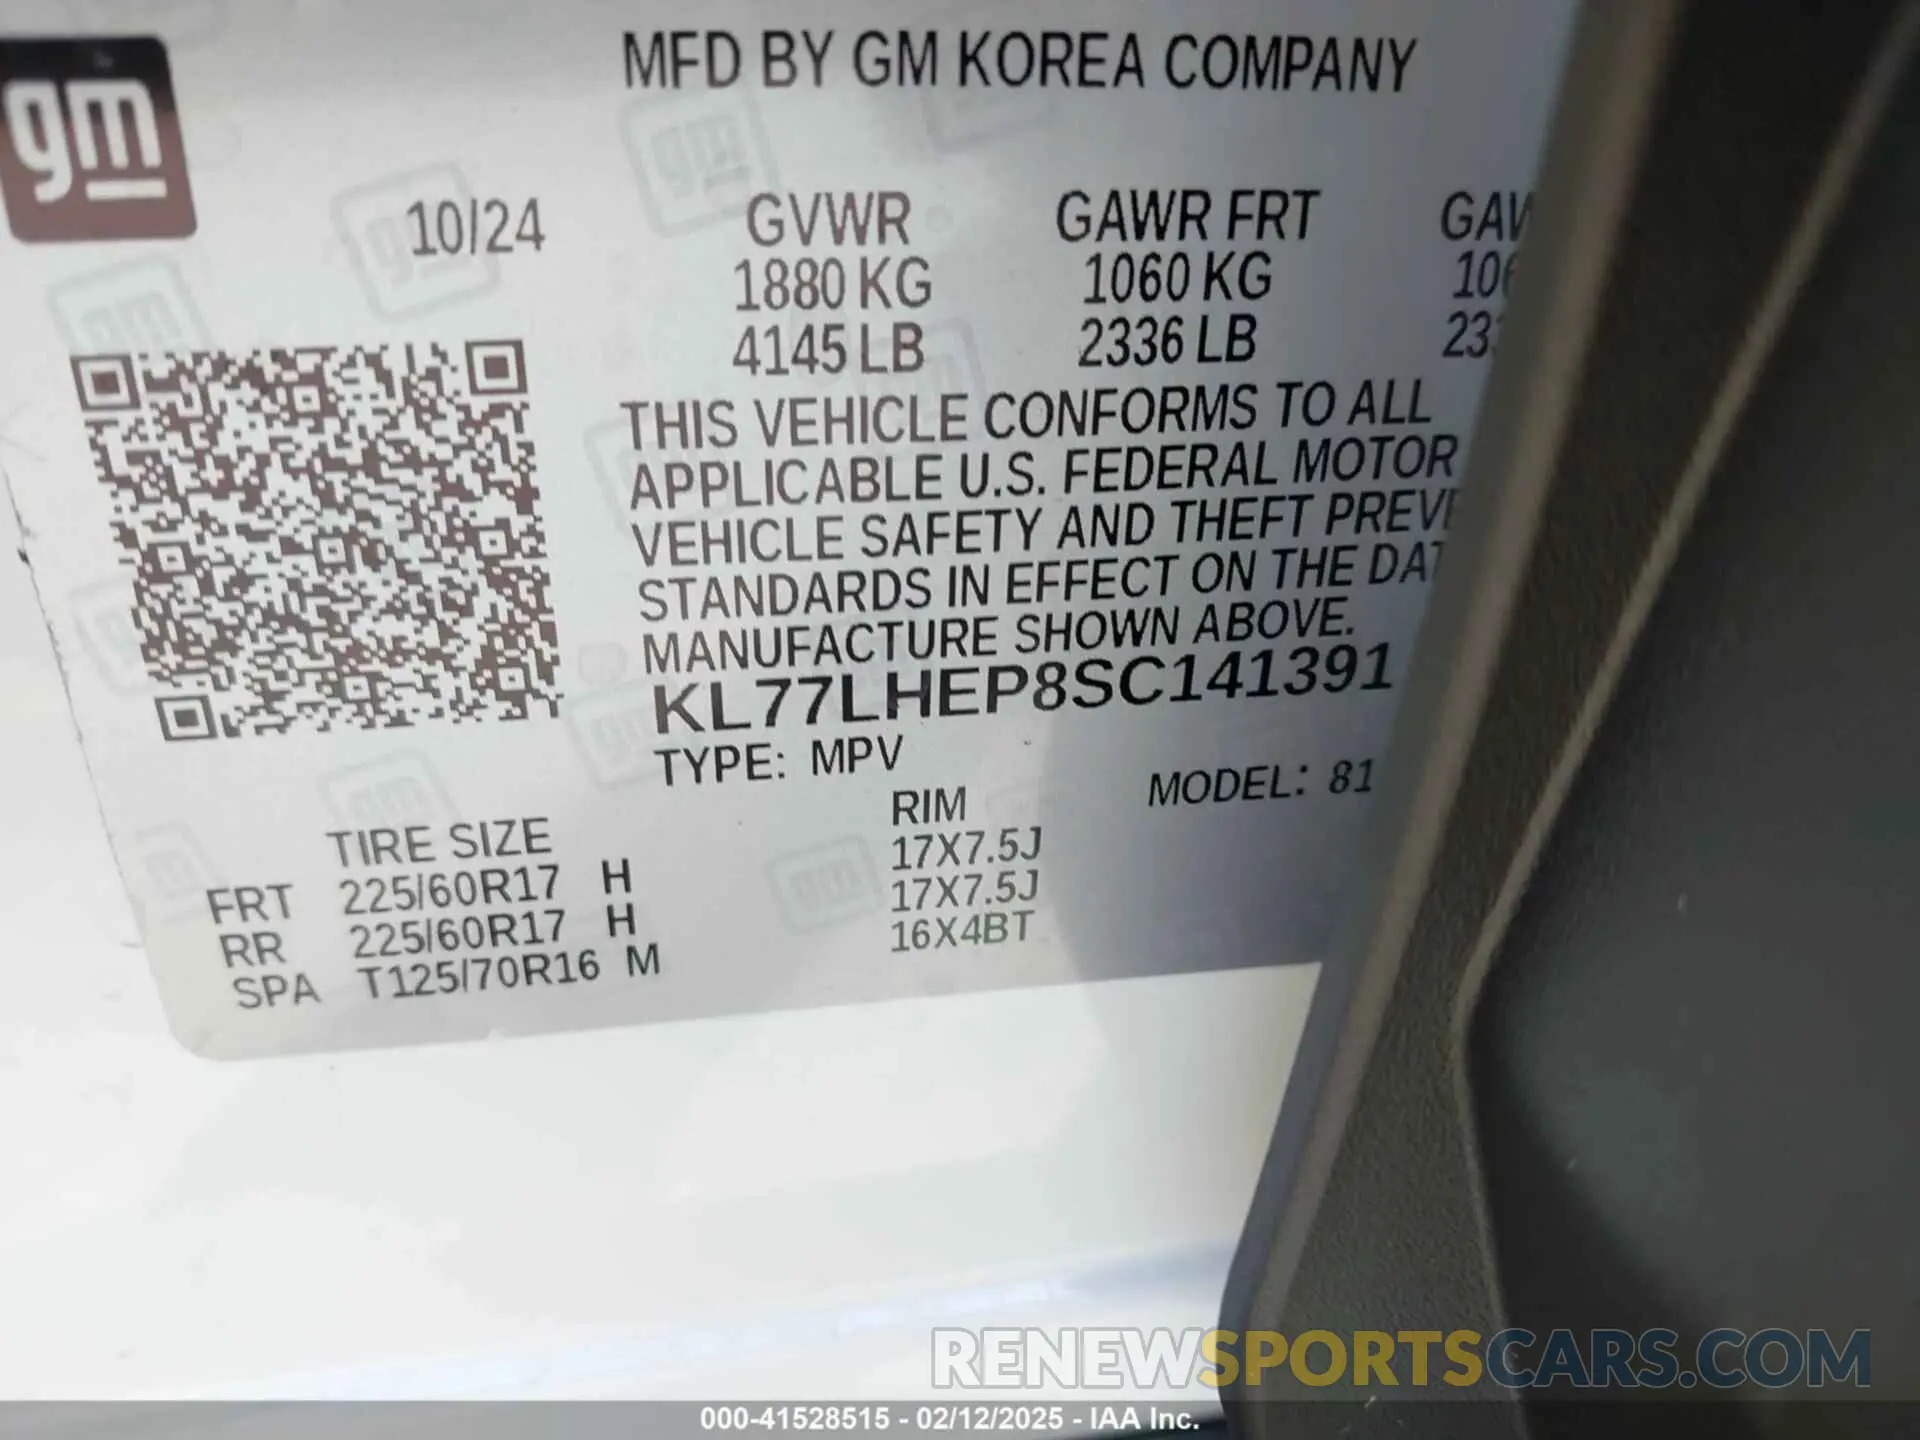 MFD BY GM KOREA COMPANY
gm
10/24 GVWR GAWR FRT
1880 KG 1060 KG
4145 LB 2336 LB
THIS VEHICLE CONFORMS TO ALL
APPLICABLE U.S. FEDERAL MOTOR
VEHICLE SAFETY AND THEFT
STANDARDS IN EFFECT ON THE
MANUFACTURE SHOWN ABOVE.
KL77LHEP8SC141391
TYPE: MPV MODEL: 81
TIRE SIZE RIM
FRT 225/60R17 H 17X7.5J
RR 225/60R17 H 17X7.5J
SPA T125/70R16 M 16X4BT
RENEWSPORTSCARS.COM
000-41528515 - 02/12/2025 - IAA Inc.